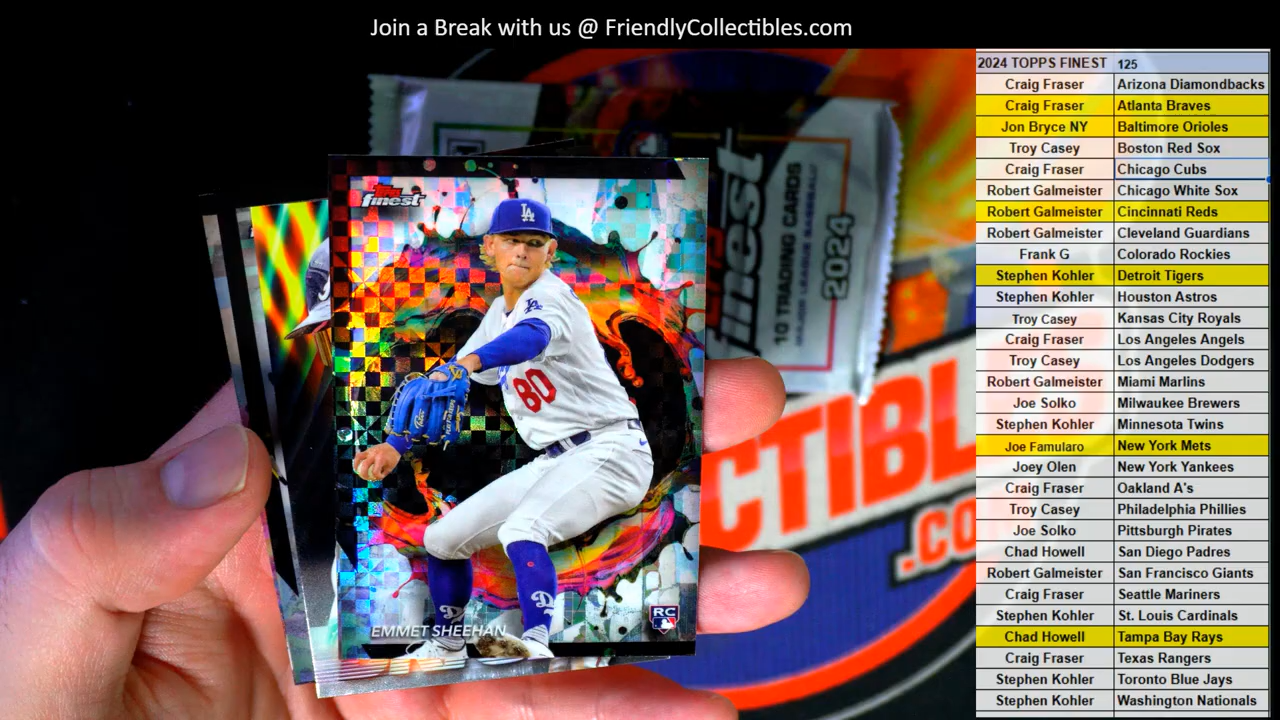 Join a Break with us @ FriendlyCollectibles.com
2024 TOPPS FINEST 125
Craig Fraser Arizona Diamondbacks
Craig Fraser Atlanta Braves
Jon Bryce NY Baltimore Orioles
Troy Casey Boston Red Sox
Craig Fraser Chicago Cubs
Robert Galmeister Chicago White Sox
Robert Galmeister Cincinnati Reds
Robert Galmeister Cleveland Guardians
Frank G Colorado Rockies
Stephen Kohler Detroit Tigers
Stephen Kohler Houston Astros
Troy Casey Kansas City Royals
Craig Fraser Los Angeles Angels
Troy Casey Los Angeles Dodgers
Robert Galmeister Miami Marlins
Joe Solko Milwaukee Brewers
Stephen Kohler Minnesota Twins
Joe Famularo New York Mets
Joey Olen New York Yankees
Craig Fraser Oakland A's
Troy Casey Philadelphia Phillies
Joe Solko Pittsburgh Pirates
Chad Howell San Diego Padres
Robert Galmeister San Francisco Giants
Craig Fraser Seattle Mariners
Stephen Kohler St. Louis Cardinals
Chad Howell Tampa Bay Rays
Craig Fraser Texas Rangers
Stephen Kohler Toronto Blue Jays
Stephen Kohler Washington Nationals
Topps
finest
LA
80
EMMET SHEEHAN
RC
finest
10 TRADING CARDS
MAJOR LEAGUE BASEBALL
2024
CTIBL
.CO